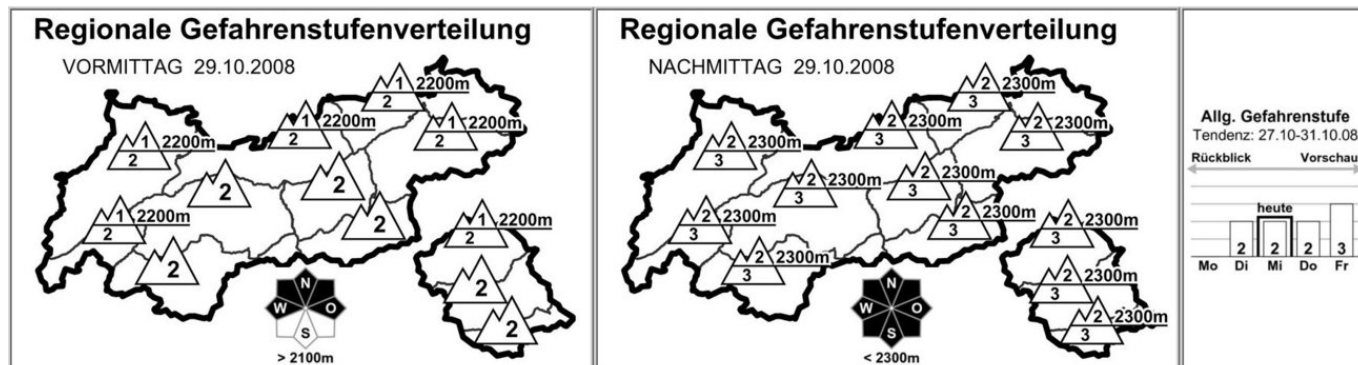 Regionale Gefahrenstufenverteilung
VORMITTAG 29.10.2008
1 2200m
2
1 2200m
2
1 2200m
2
1 2200m
2
2
2
1 2200m
2
2
1 2200m
2
2
2
2
N
W O
S
> 2100m
Regionale Gefahrenstufenverteilung
NACHMITTAG 29.10.2008
2 2300m
3
2 2300m
3
2 2300m
3
2 2300m
3
2 2300m
3
2 2300m
3
2 2300m
3
2 2300m
3
2 2300m
3
2 2300m
3
2 2300m
3
2 2300m
3
N
W O
S
< 2300m
Allg. Gefahrenstufe
Tendenz: 27.10-31.10.08
Rückblick Vorschau
heute
2 2 2 3
Mo Di Mi Do Fr